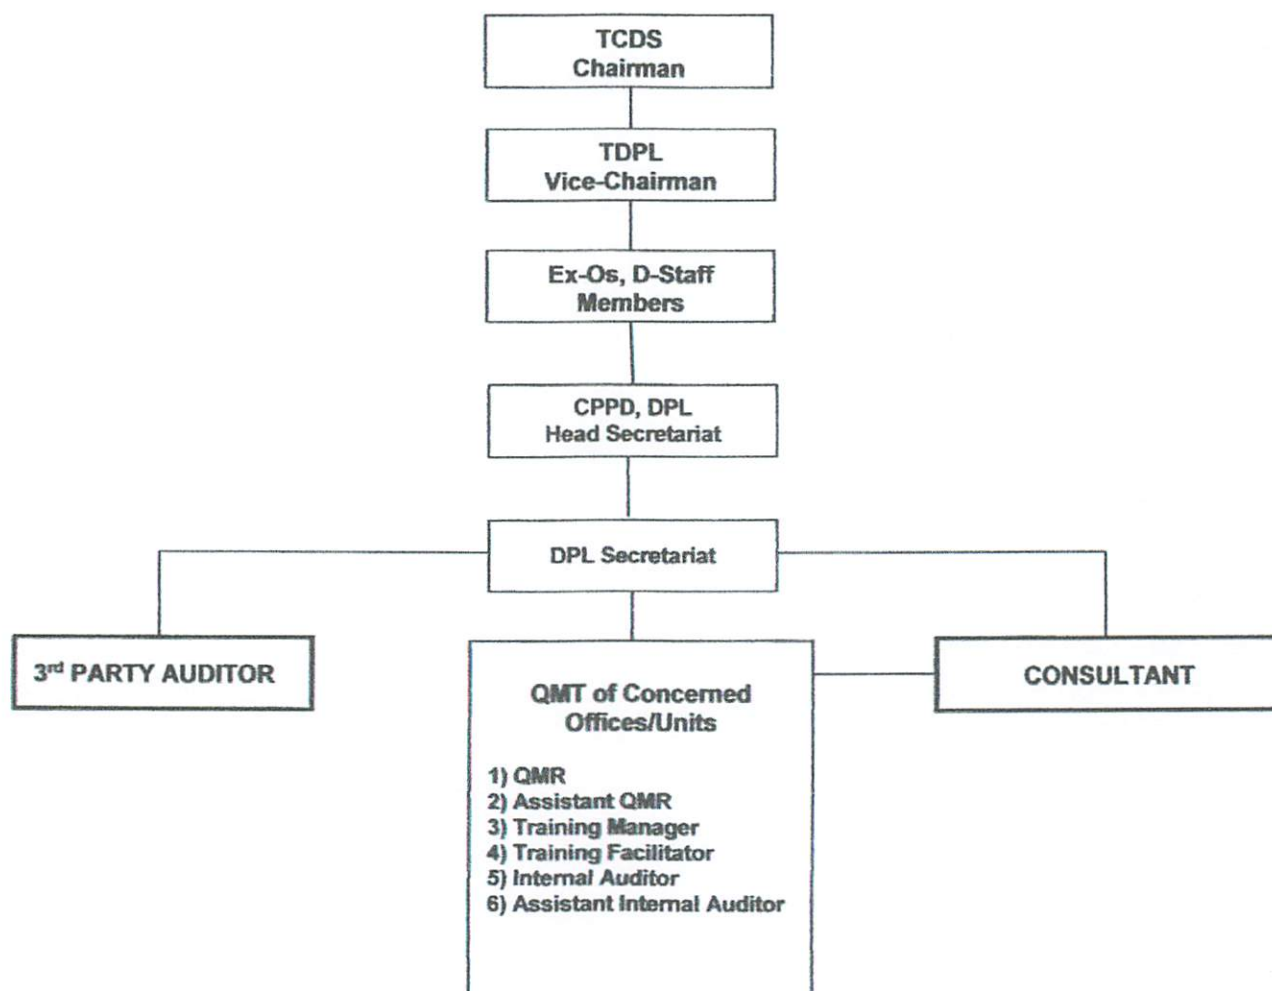 TCDS
Chairman
TDPL
Vice-Chairman
Ex-Os, D-Staff
Members
CPPD, DPL
Head Secretariat
DPL Secretariat
3rd PARTY AUDITOR
QMT of Concerned
Offices/Units
1) QMR
2) Assistant QMR
3) Training Manager
4) Training Facilitator
5) Internal Auditor
6) Assistant Internal Auditor
CONSULTANT